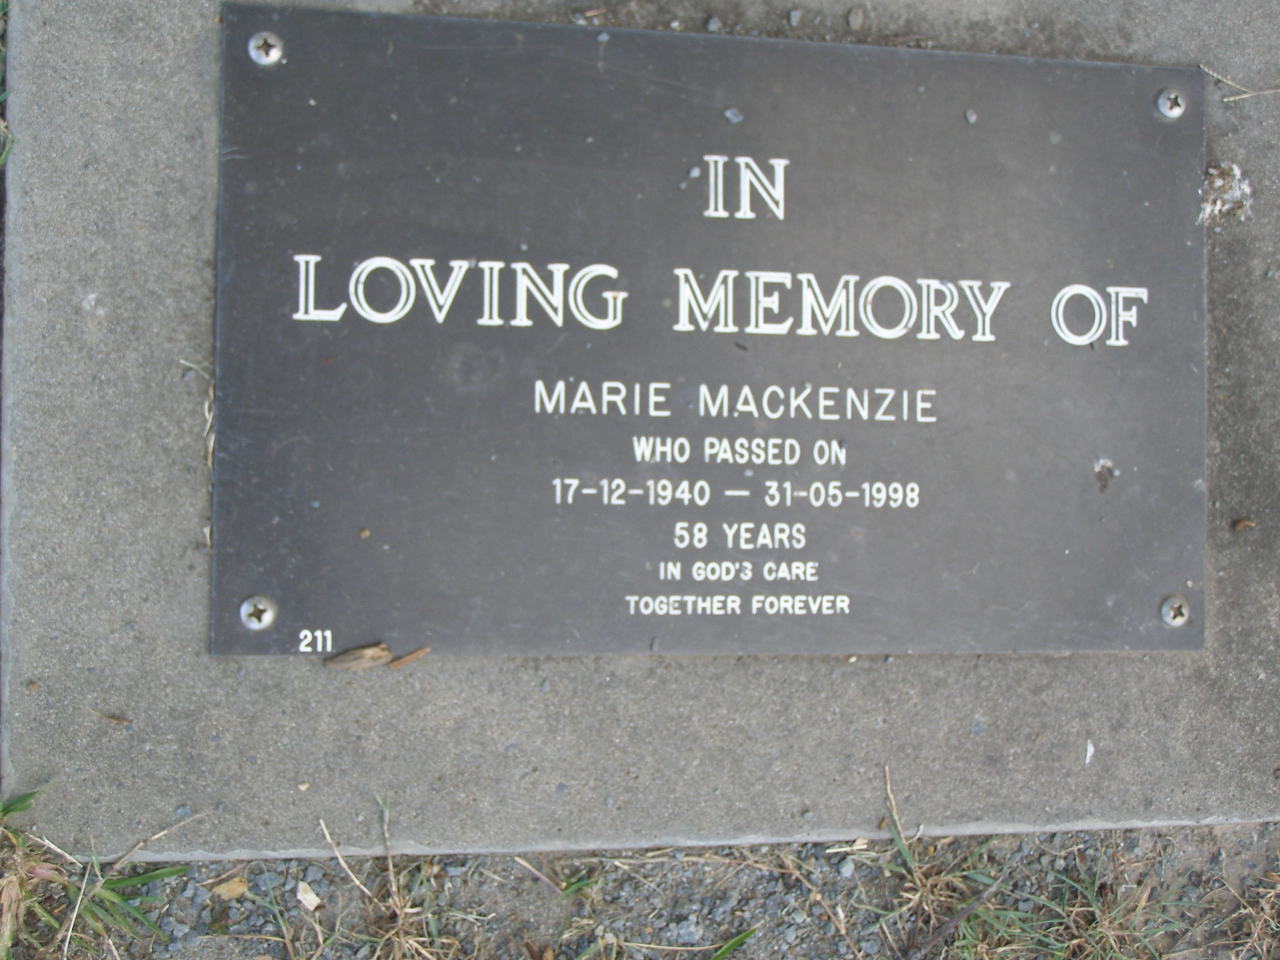 IN
LOVING MEMORY OF
MARIE MACKENZIE
WHO PASSED ON
17-12-1940 — 31-05-1998
58 YEARS
IN GOD'S CARE
TOGETHER FOREVER
211